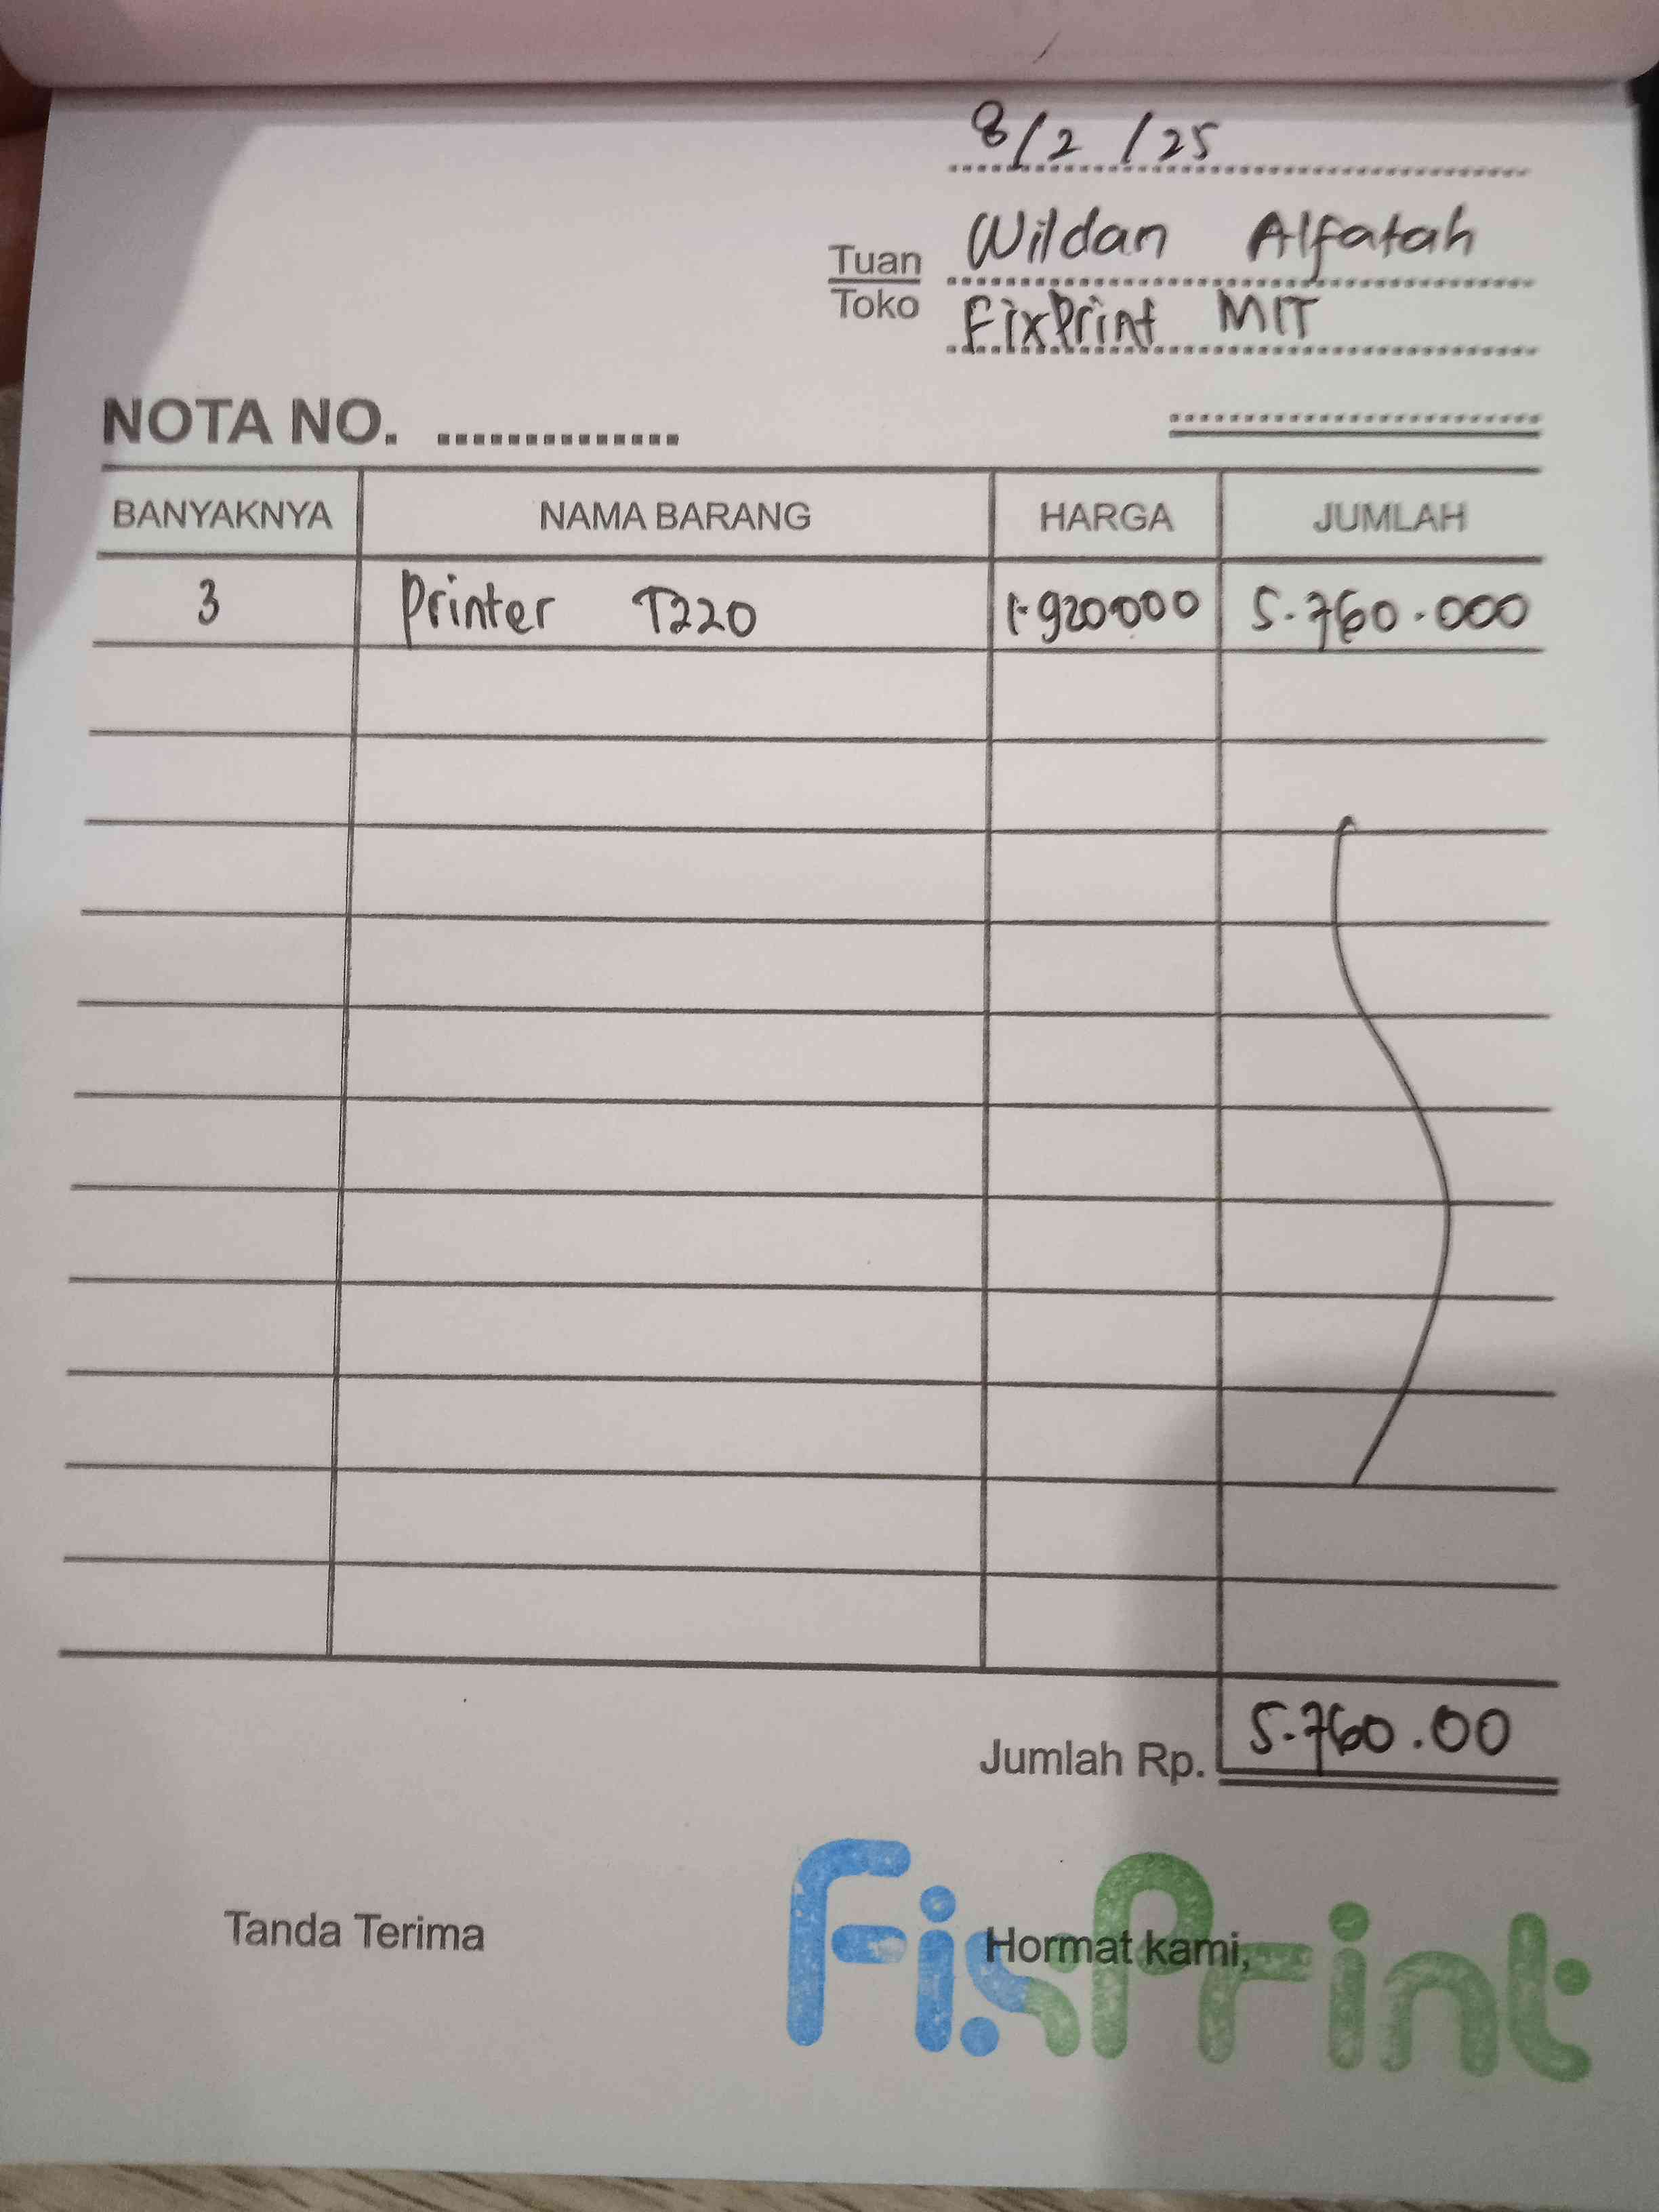 8/2/25
Tuan Wildan Alfatah
Toko FixPrint MIT
NOTA NO. ..............
BANYAKNYA NAMA BARANG HARGA JUMLAH
3 Printer T220 1.920000 5.760.000
Jumlah Rp. 5.760.00
Tanda Terima Hormat kami,
FisPrint